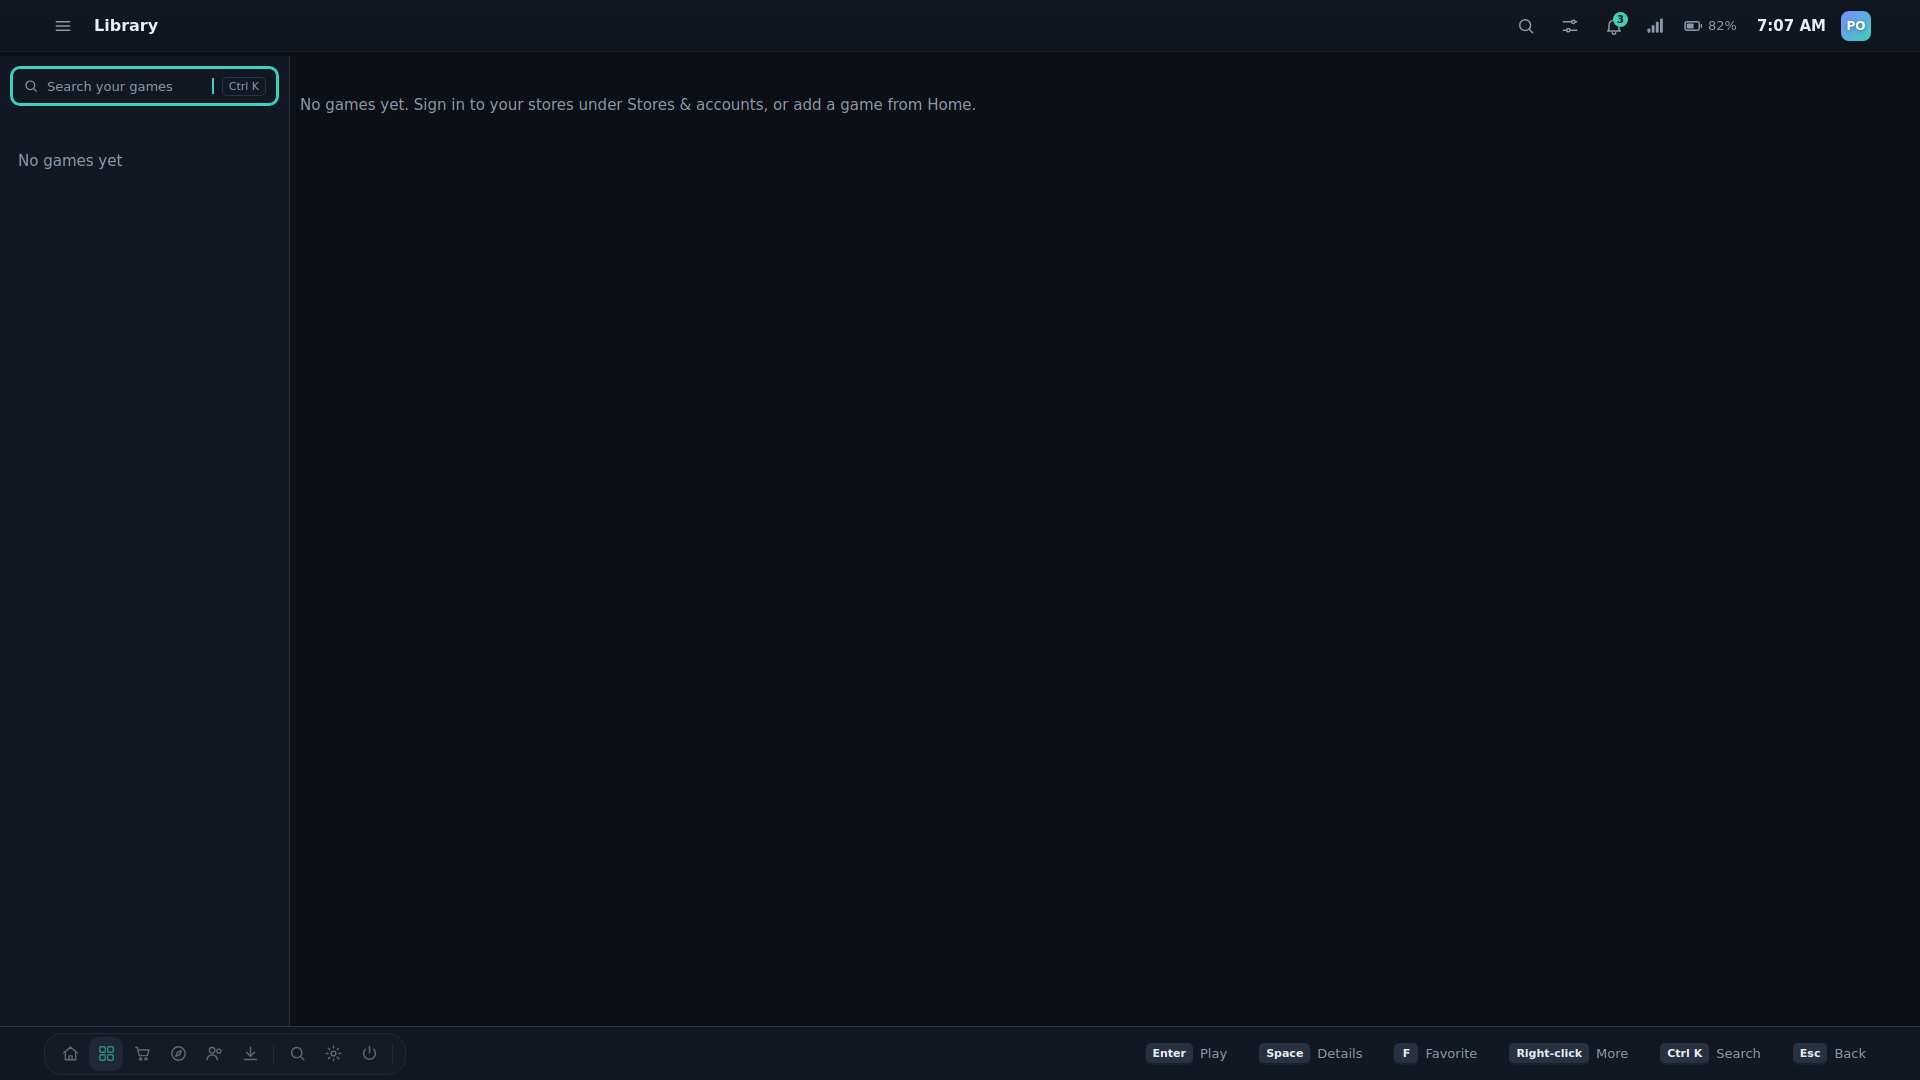 Library
3
82%
7:07 AM
PO
Search your games
Ctrl K
No games yet. Sign in to your stores under Stores & accounts, or add a game from Home.
No games yet
Enter Play
Space Details
F Favorite
Right-click More
Ctrl K Search
Esc Back